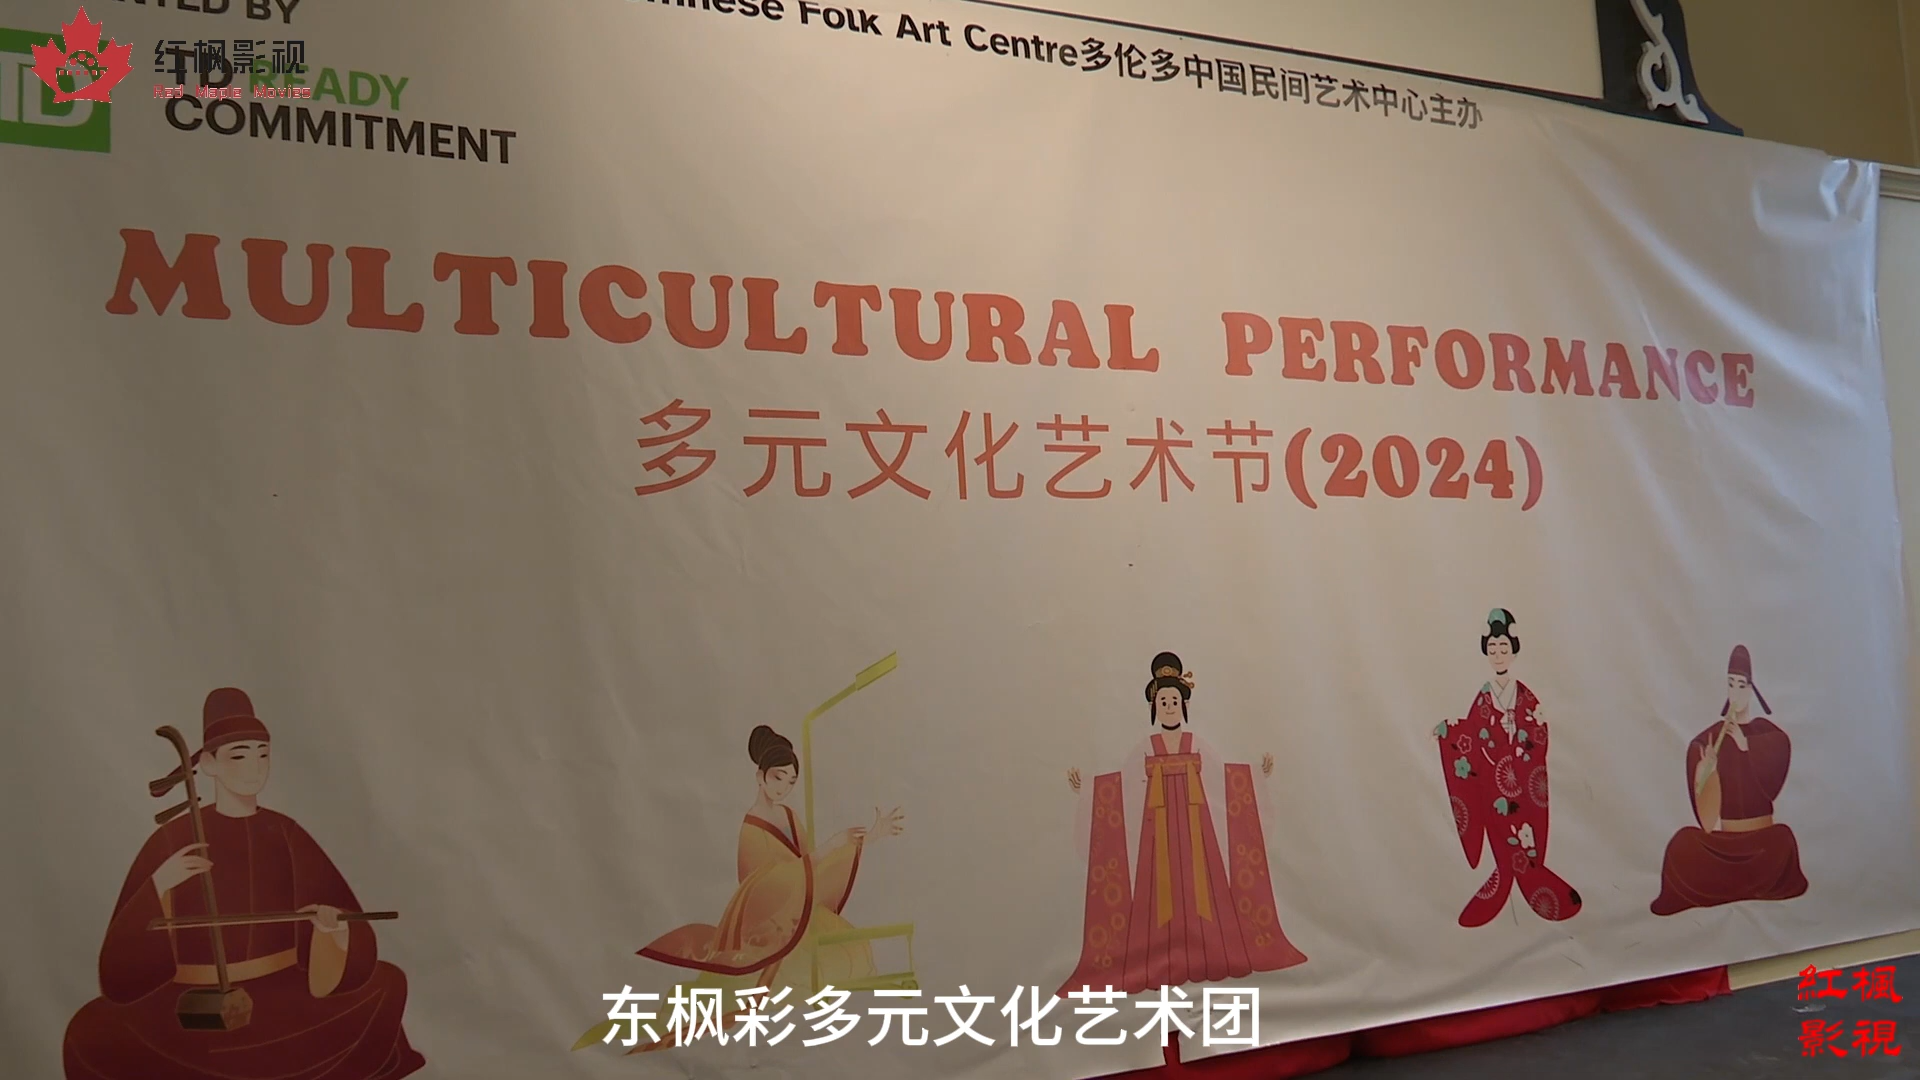 BY
Folk Art Centre多伦多中国民间艺术中心主办
红枫影视
Red Maple Movies
TD READY
COMMITMENT
MULTICULTURAL PERFORMANCE
多元文化艺术节(2024)
东枫彩多元文化艺术团
紅楓
影視